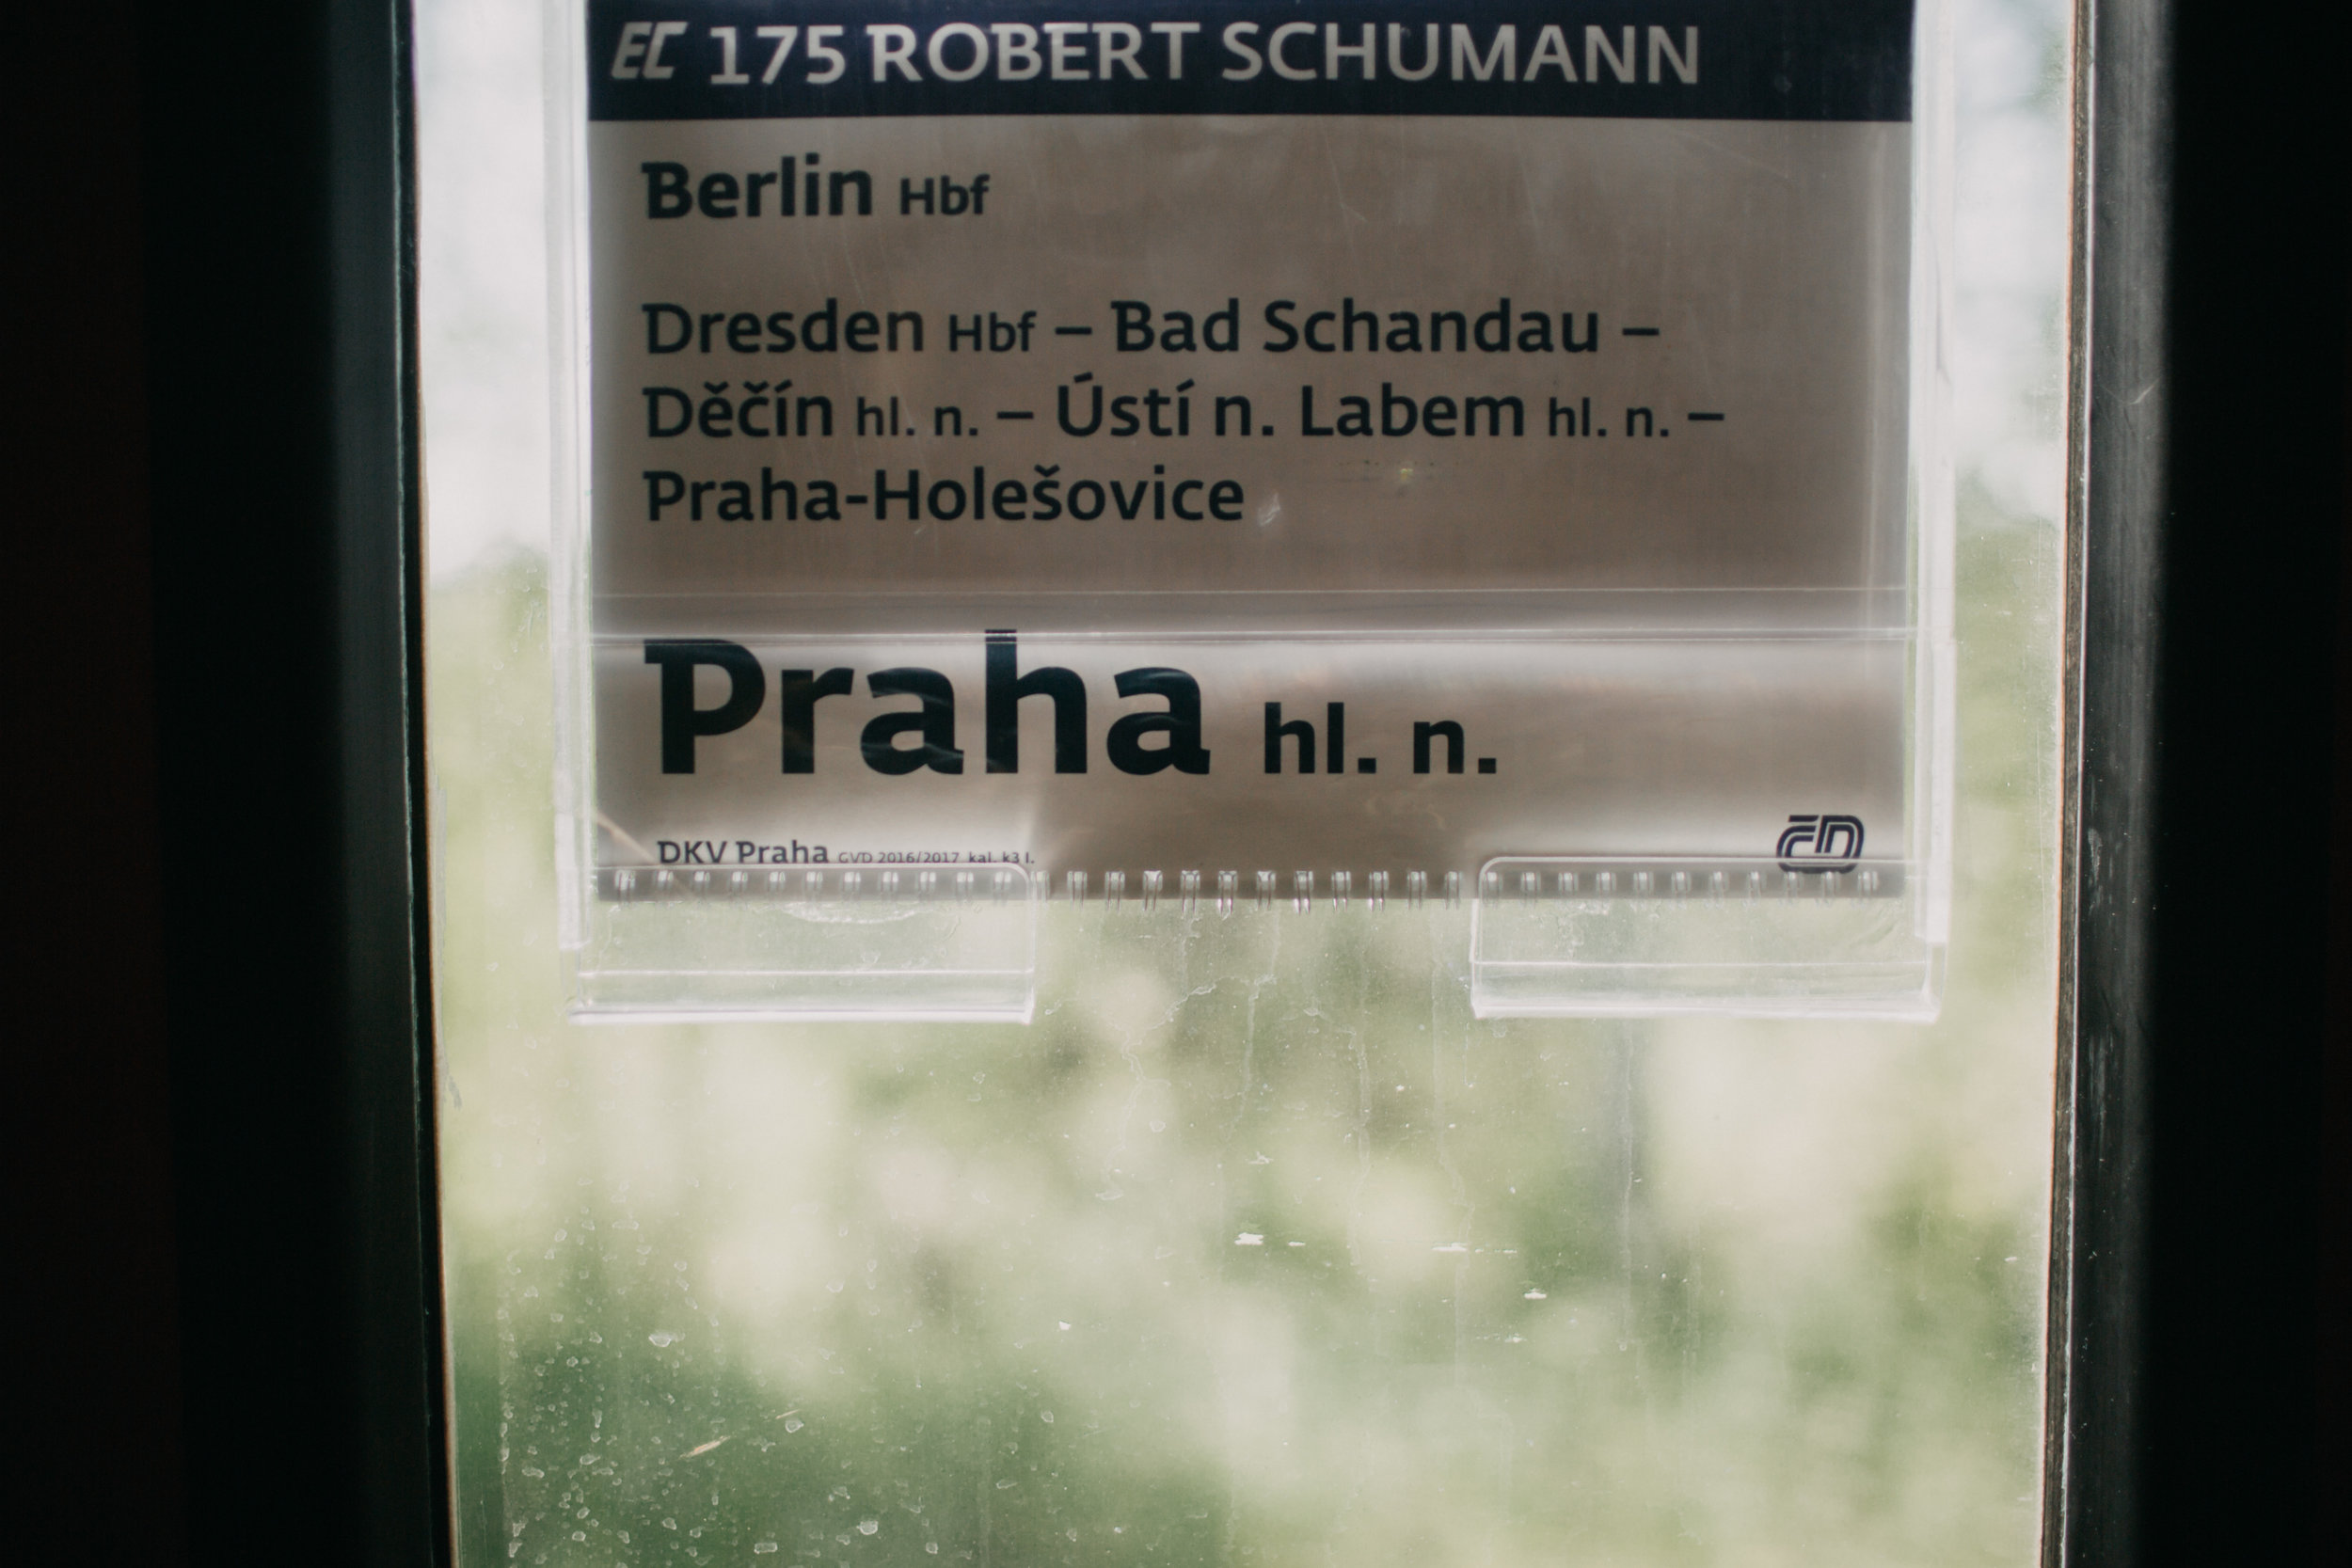 EC 175 ROBERT SCHUMANN
Berlin Hbf
Dresden Hbf – Bad Schandau –
Děčín hl. n. – Ústí n. Labem hl. n. –
Praha-Holešovice
Praha hl. n.
DKV Praha GVD 2016/2017 kal. k3 l.
ČD